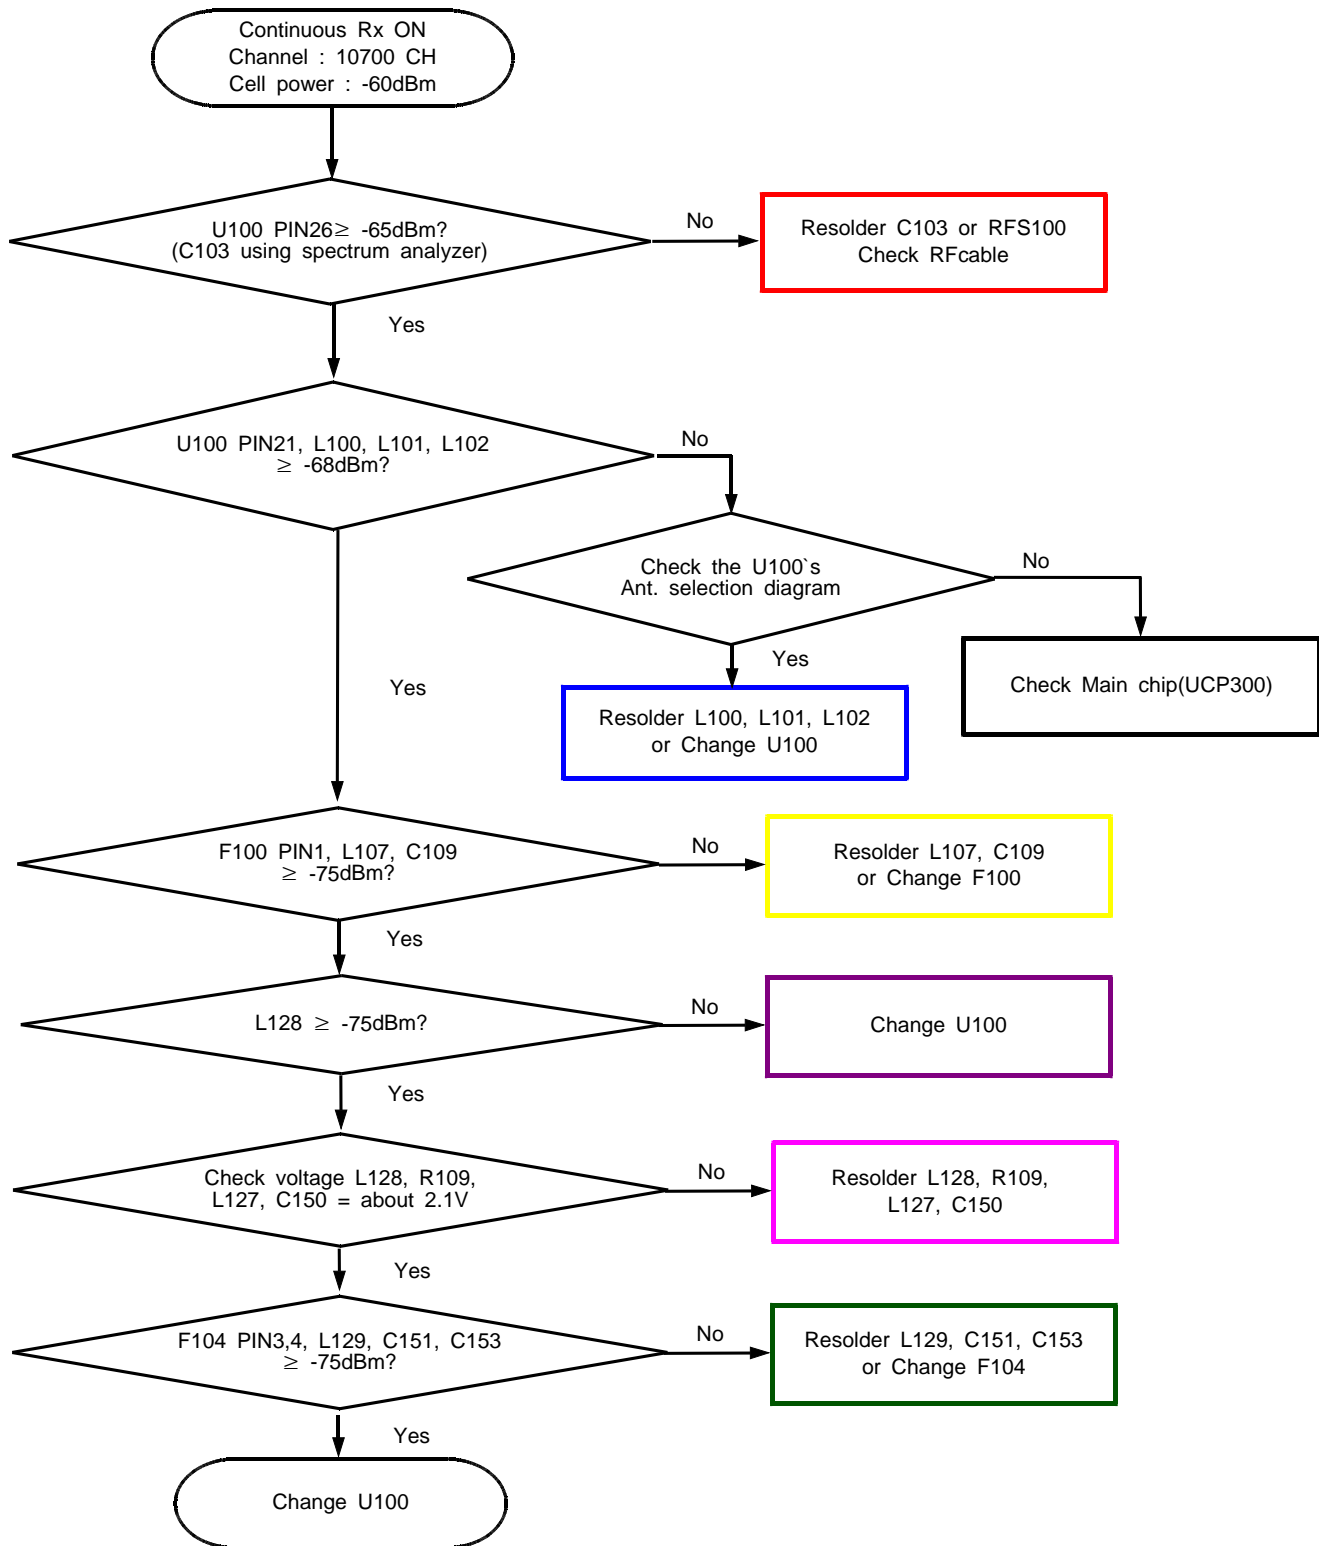 Continuous Rx ON
Channel : 10700 CH
Cell power : -60dBm
U100 PIN26≥ -65dBm?
(C103 using spectrum analyzer)
No
Resolder C103 or RFS100
Check RFcable
Yes
U100 PIN21, L100, L101, L102
≥ -68dBm?
No
Check the U100`s
Ant. selection diagram
No
Check Main chip(UCP300)
Yes
Resolder L100, L101, L102
or Change U100
Yes
F100 PIN1, L107, C109
≥ -75dBm?
No
Resolder L107, C109
or Change F100
Yes
L128 ≥ -75dBm?
No
Change U100
Yes
Check voltage L128, R109,
L127, C150 = about 2.1V
No
Resolder L128, R109,
L127, C150
Yes
F104 PIN3,4, L129, C151, C153
≥ -75dBm?
No
Resolder L129, C151, C153
or Change F104
Yes
Change U100